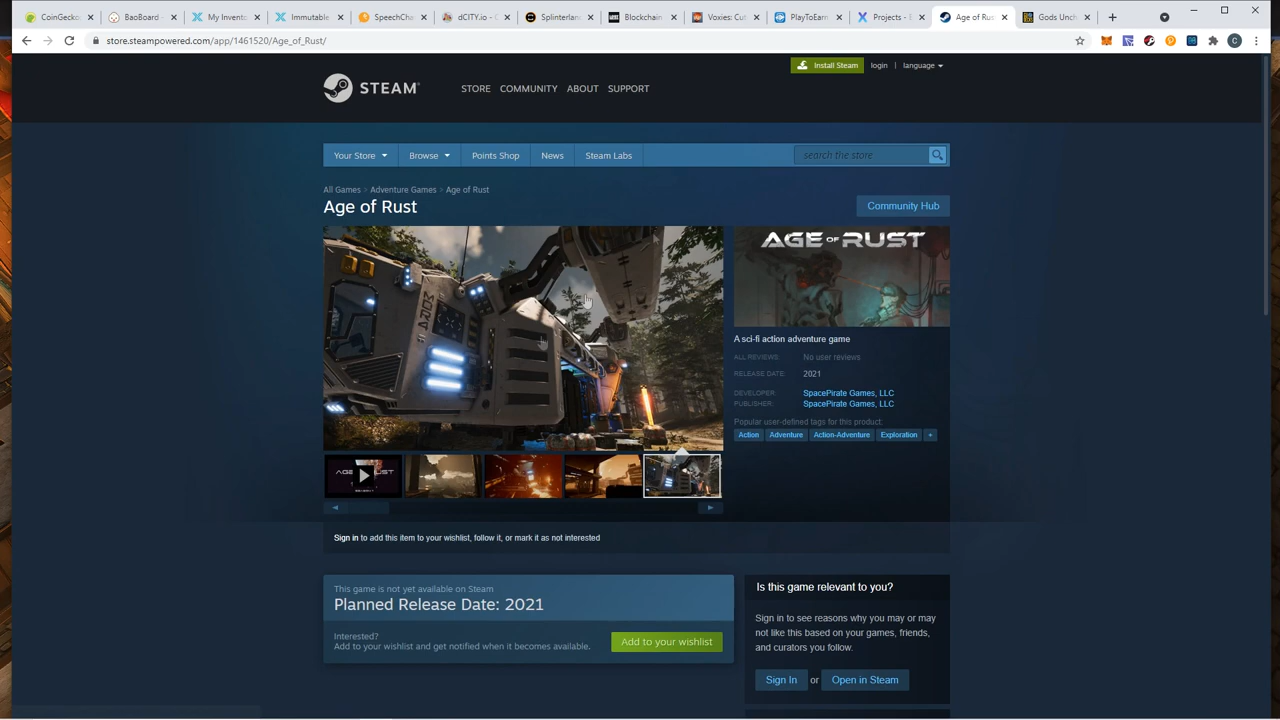 CoinGecko
BaoBoard
My Invento
Immutable
SpeechCha
dCITY.io - C
Splinterlan
Blockchain
Voxies: Cu
PlayToEarn
Projects - E
Age of Rus
Gods Unch
store.steampowered.com/app/1461520/Age_of_Rust/
C
Install Steam login | language
STEAM®
STORE COMMUNITY ABOUT SUPPORT
Your Store Browse Points Shop News Steam Labs search the store
All Games > Adventure Games > Age of Rust
Age of Rust
Community Hub
AGE OF RUST
A sci-fi action adventure game
ALL REVIEWS: No user reviews
RELEASE DATE: 2021
DEVELOPER: SpacePirate Games, LLC
PUBLISHER: SpacePirate Games, LLC
Popular user-defined tags for this product:
Action Adventure Action-Adventure Exploration +
Sign in to add this item to your wishlist, follow it, or mark it as not interested
This game is not yet available on Steam
Planned Release Date: 2021
Interested?
Add to your wishlist and get notified when it becomes available.
Add to your wishlist
Is this game relevant to you?
Sign in to see reasons why you may or
may not like this based on your games, friends,
and curators you follow.
Sign In or Open in Steam